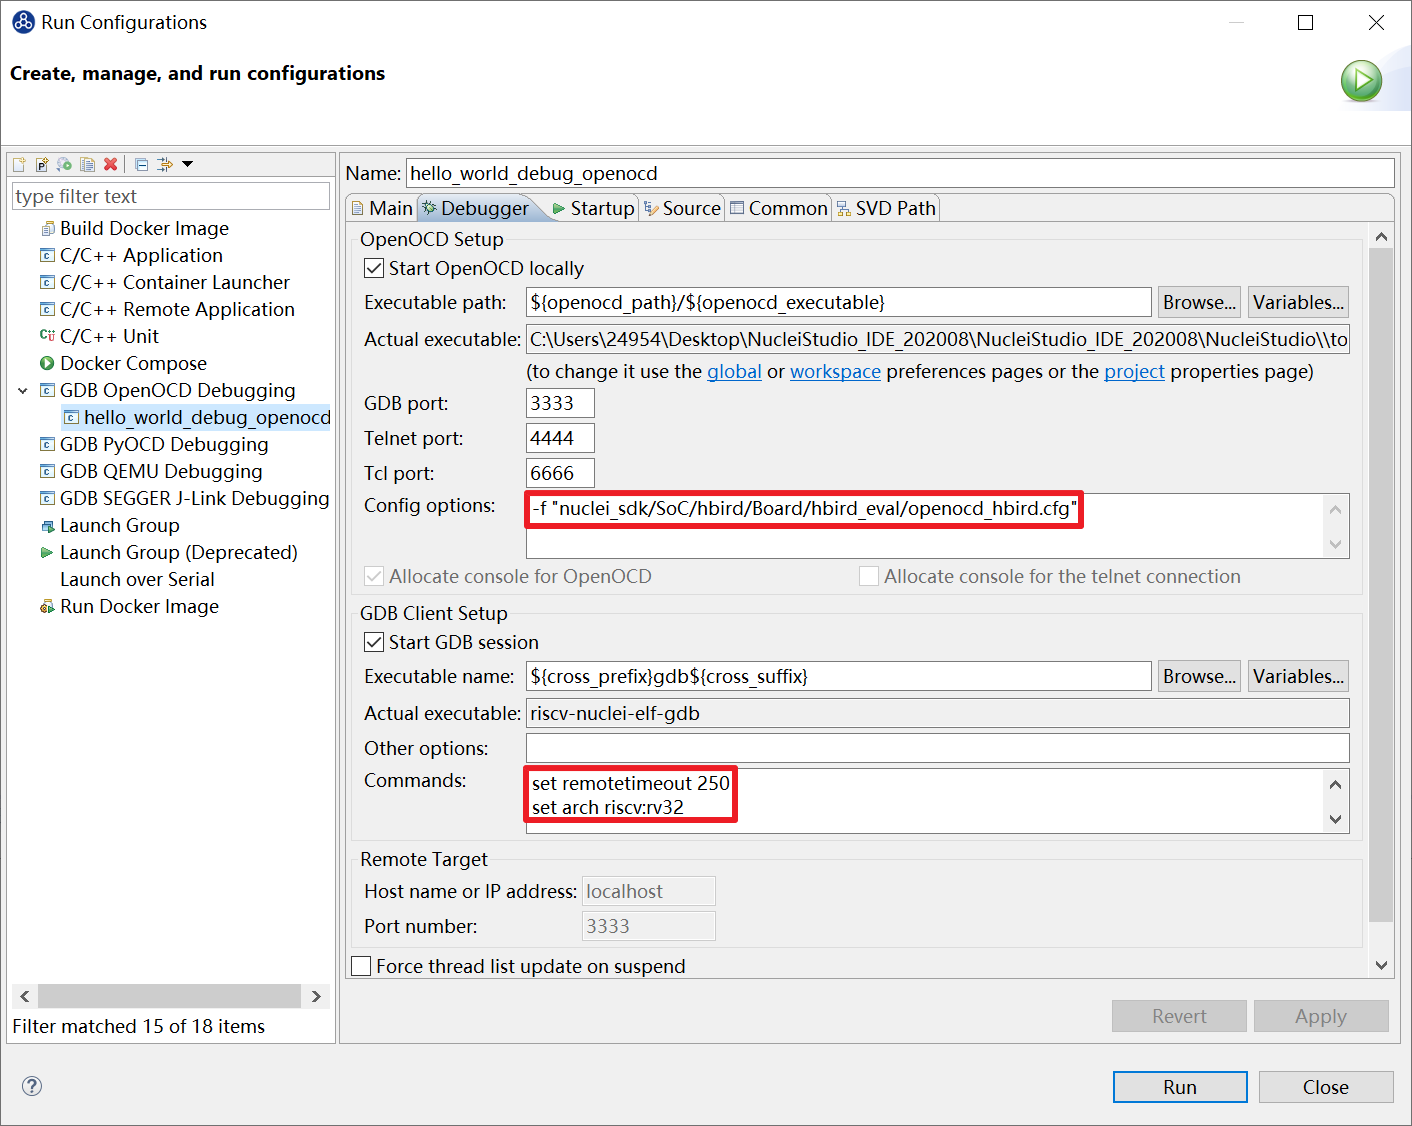 Run Configurations
Create, manage, and run configurations
type filter text
Build Docker Image
C/C++ Application
C/C++ Container Launcher
C/C++ Remote Application
C/C++ Unit
Docker Compose
GDB OpenOCD Debugging
hello_world_debug_openocd
GDB PyOCD Debugging
GDB QEMU Debugging
GDB SEGGER J-Link Debugging
Launch Group
Launch Group (Deprecated)
Launch over Serial
Run Docker Image
Filter matched 15 of 18 items
Name: hello_world_debug_openocd
Main Debugger Startup Source Common SVD Path
OpenOCD Setup
Start OpenOCD locally
Executable path: ${openocd_path}/${openocd_executable} Browse... Variables...
Actual executable: C:\Users\24954\Desktop\NucleiStudio_IDE_202008\NucleiStudio_IDE_202008\NucleiStudio\\to
(to change it use the global or workspace preferences pages or the project properties page)
GDB port: 3333
Telnet port: 4444
Tcl port: 6666
Config options: -f "nuclei_sdk/SoC/hbird/Board/hbird_eval/openocd_hbird.cfg"
Allocate console for OpenOCD Allocate console for the telnet connection
GDB Client Setup
Start GDB session
Executable name: ${cross_prefix}gdb${cross_suffix} Browse... Variables...
Actual executable: riscv-nuclei-elf-gdb
Other options:
Commands: set remotetimeout 250
set arch riscv:rv32
Remote Target
Host name or IP address: localhost
Port number: 3333
Force thread list update on suspend
Revert Apply
Run Close